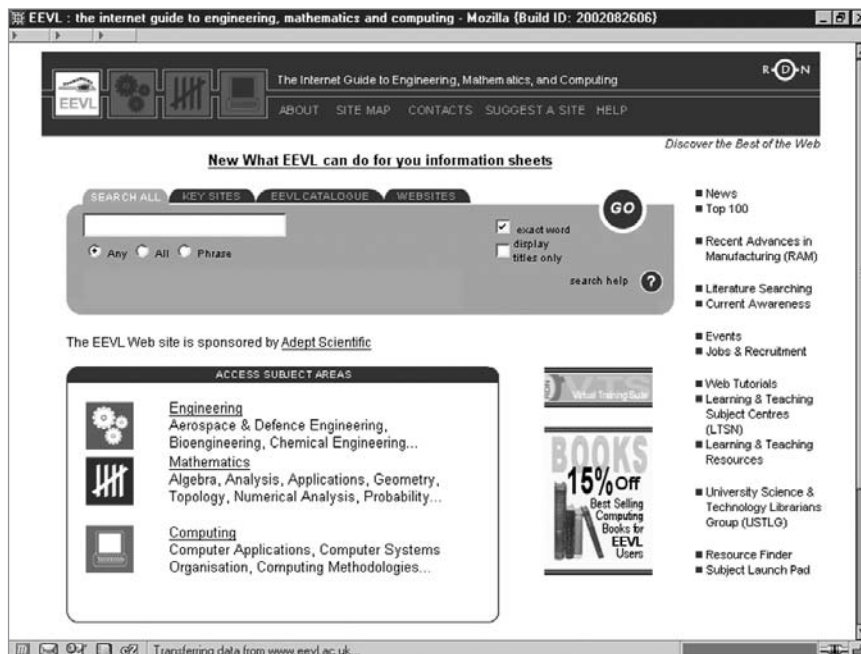 EEVL : the internet guide to engineering, mathematics and computing - Mozilla {Build ID: 2002082606}
EEVL
The Internet Guide to Engineering, Mathematics, and Computing
R D N
ABOUT SITE MAP CONTACTS SUGGEST A SITE HELP
Discover the Best of the Web
New What EEVL can do for you information sheets
SEARCH ALL KEY SITES EEVL CATALOGUE WEBSITES
GO
exact word
Any All Phrase
display
titles only
search help ?
The EEVL Web site is sponsored by Adept Scientific
ACCESS SUBJECT AREAS
Engineering
Aerospace & Defence Engineering,
Bioengineering, Chemical Engineering...
Mathematics
Algebra, Analysis, Applications, Geometry,
Topology, Numerical Analysis, Probability...
Computing
Computer Applications, Computer Systems
Organisation, Computing Methodologies...
RDN VTS
Virtual Training Suite
BOOKS
15% Off
Best Selling
Computing
Books for
EEVL
Users
News
Top 100
Recent Advances in
Manufacturing (RAM)
Literature Searching
Current Awareness
Events
Jobs & Recruitment
Web Tutorials
Learning & Teaching
Subject Centres
(LTSN)
Learning & Teaching
Resources
University Science &
Technology Librarians
Group (USTLG)
Resource Finder
Subject Launch Pad
Transferring data from www.eevl.ac.uk...